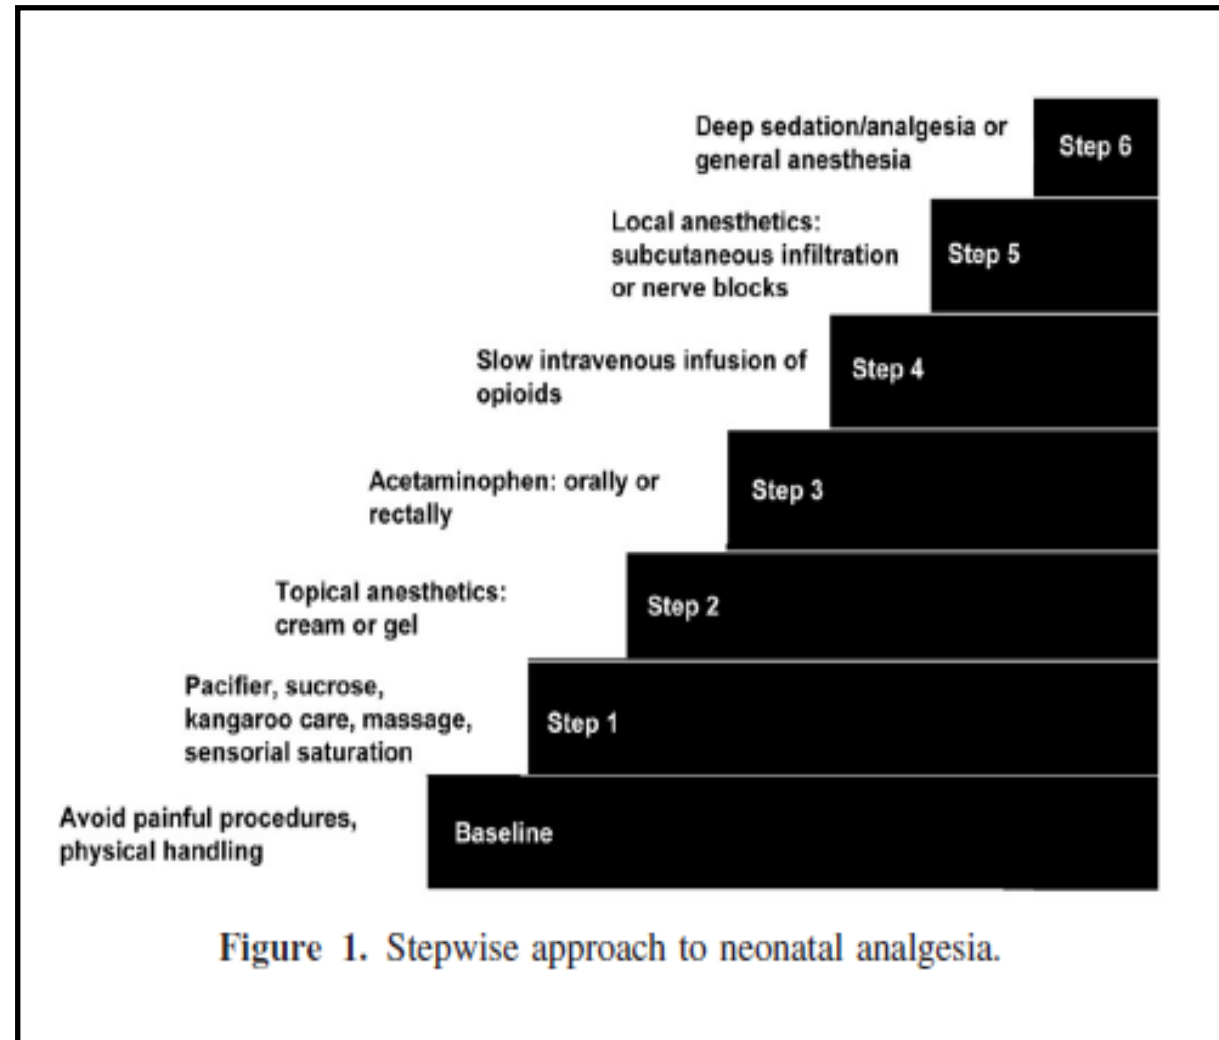 Deep sedation/analgesia or
general anesthesia
Step 6
Local anesthetics:
subcutaneous infiltration
or nerve blocks
Step 5
Slow intravenous infusion of
opioids
Step 4
Acetaminophen: orally or
rectally
Step 3
Topical anesthetics:
cream or gel
Step 2
Pacifier, sucrose,
kangaroo care, massage,
sensorial saturation
Step 1
Avoid painful procedures,
physical handling
Baseline
Figure 1. Stepwise approach to neonatal analgesia.